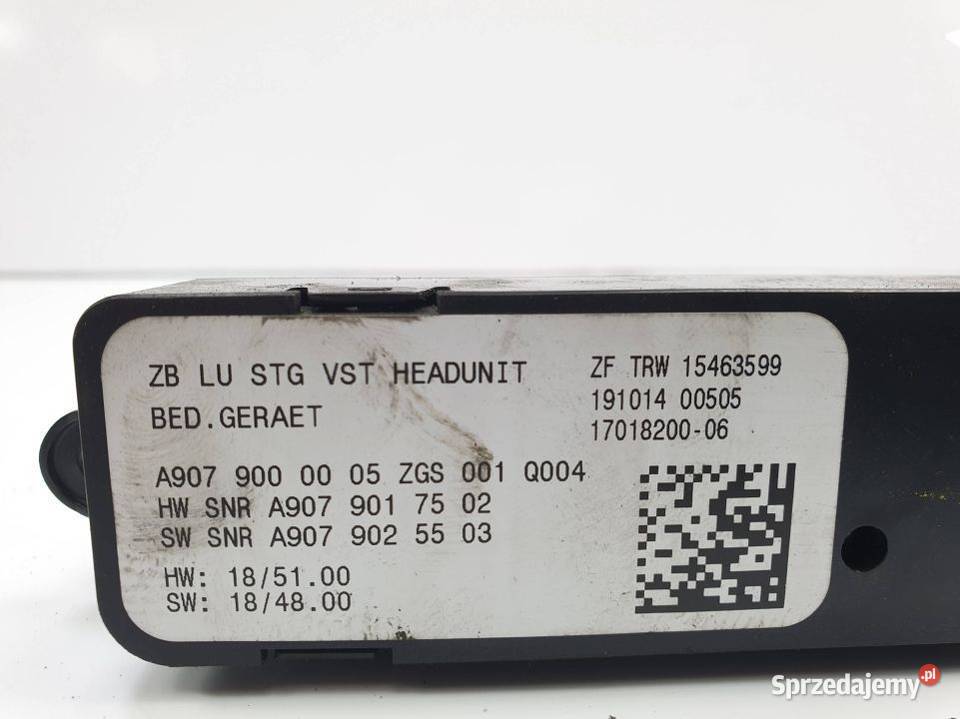 ZB LU STG VST HEADUNIT
BED.GERAET
A907 900 00 05 ZGS 001 Q004
HW SNR A907 901 75 02
SW SNR A907 902 55 03
HW: 18/51.00
SW: 18/48.00
ZF TRW 15463599
191014 00505
17018200-06
Sprzedajemy.pl